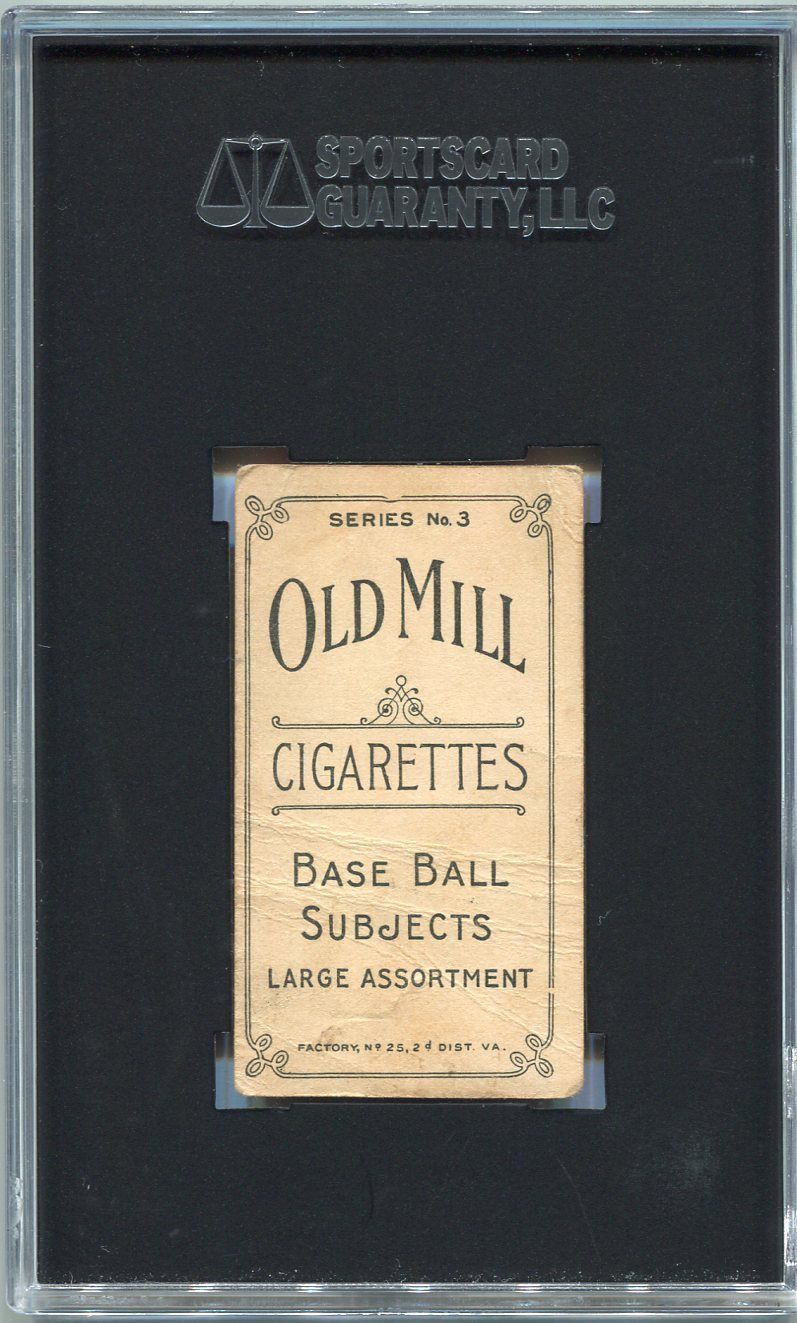 SPORTSCARD
GUARANTY, LLC
SERIES No. 3
OLD MILL
CIGARETTES
BASE BALL
SUBJECTS
LARGE ASSORTMENT
FACTORY, Nº 25, 2d DIST. VA.